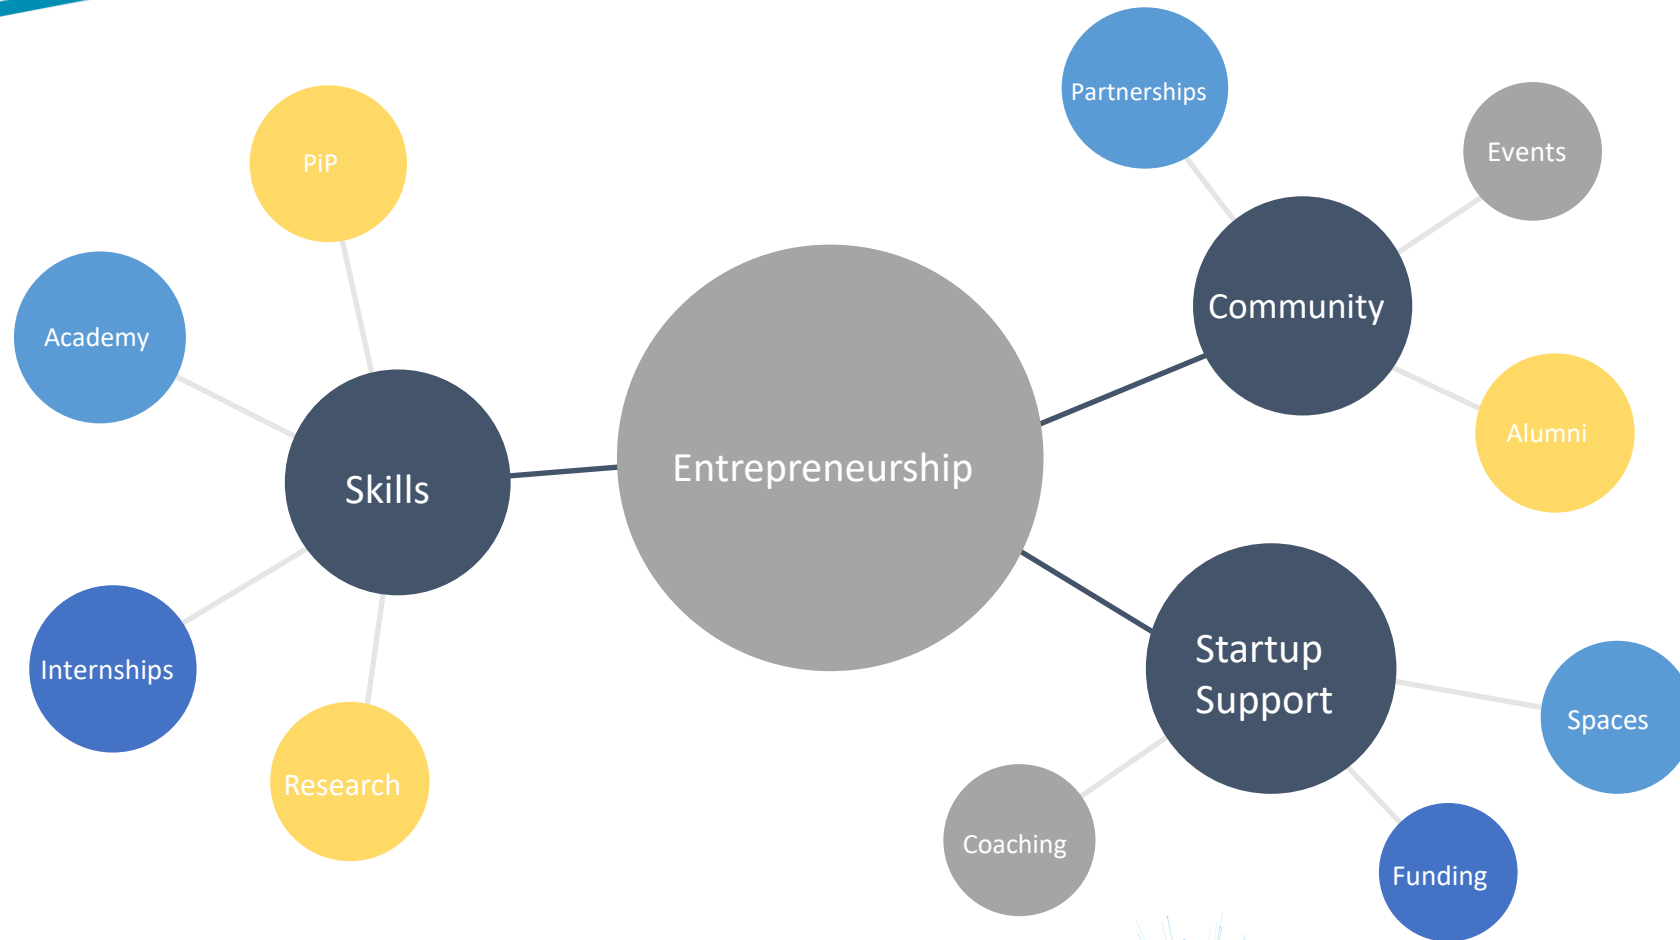 Partnerships
Events
PiP
Community
Academy
Alumni
Entrepreneurship
Skills
Startup
Support
Internships
Spaces
Research
Coaching
Funding